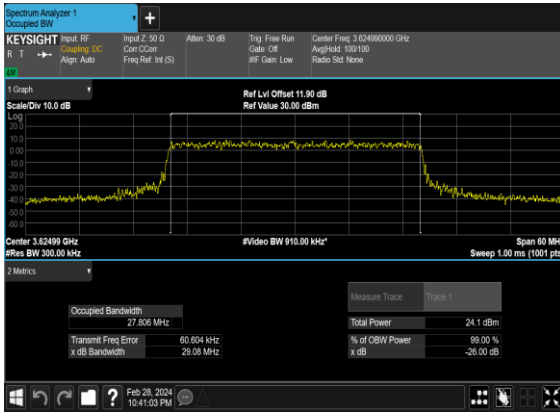 Spectrum Analyzer 1
Occupied BW
KEYSIGHT
R T
LW
Input: RF
Coupling: DC
Align: Auto
Input Z: 50 Ω
Corr CCorr
Freq Ref: Int (S)
Atten: 30 dB
Trig: Free Run
Gate: Off
#IF Gain: Low
Center Freq: 3.624990000 GHz
Avg|Hold: 100/100
Radio Std: None
1 Graph
Scale/Div 10.0 dB
Ref Lvl Offset 11.90 dB
Ref Value 30.00 dBm
Log
20.0
10.0
0.00
-10.0
-20.0
-30.0
-40.0
-50.0
-60.0
Center 3.62499 GHz
#Res BW 300.00 kHz
#Video BW 910.00 kHz*
Span 60 MH
Sweep 1.00 ms (1001 pts
2 Metrics
Measure Trace
Trace 1
Occupied Bandwidth
27.806 MHz
Total Power
24.1 dBm
Transmit Freq Error
60.604 kHz
x dB Bandwidth
29.08 MHz
% of OBW Power
99.00 %
x dB
-26.00 dB
?
Feb 28, 2024
10:41:03 PM